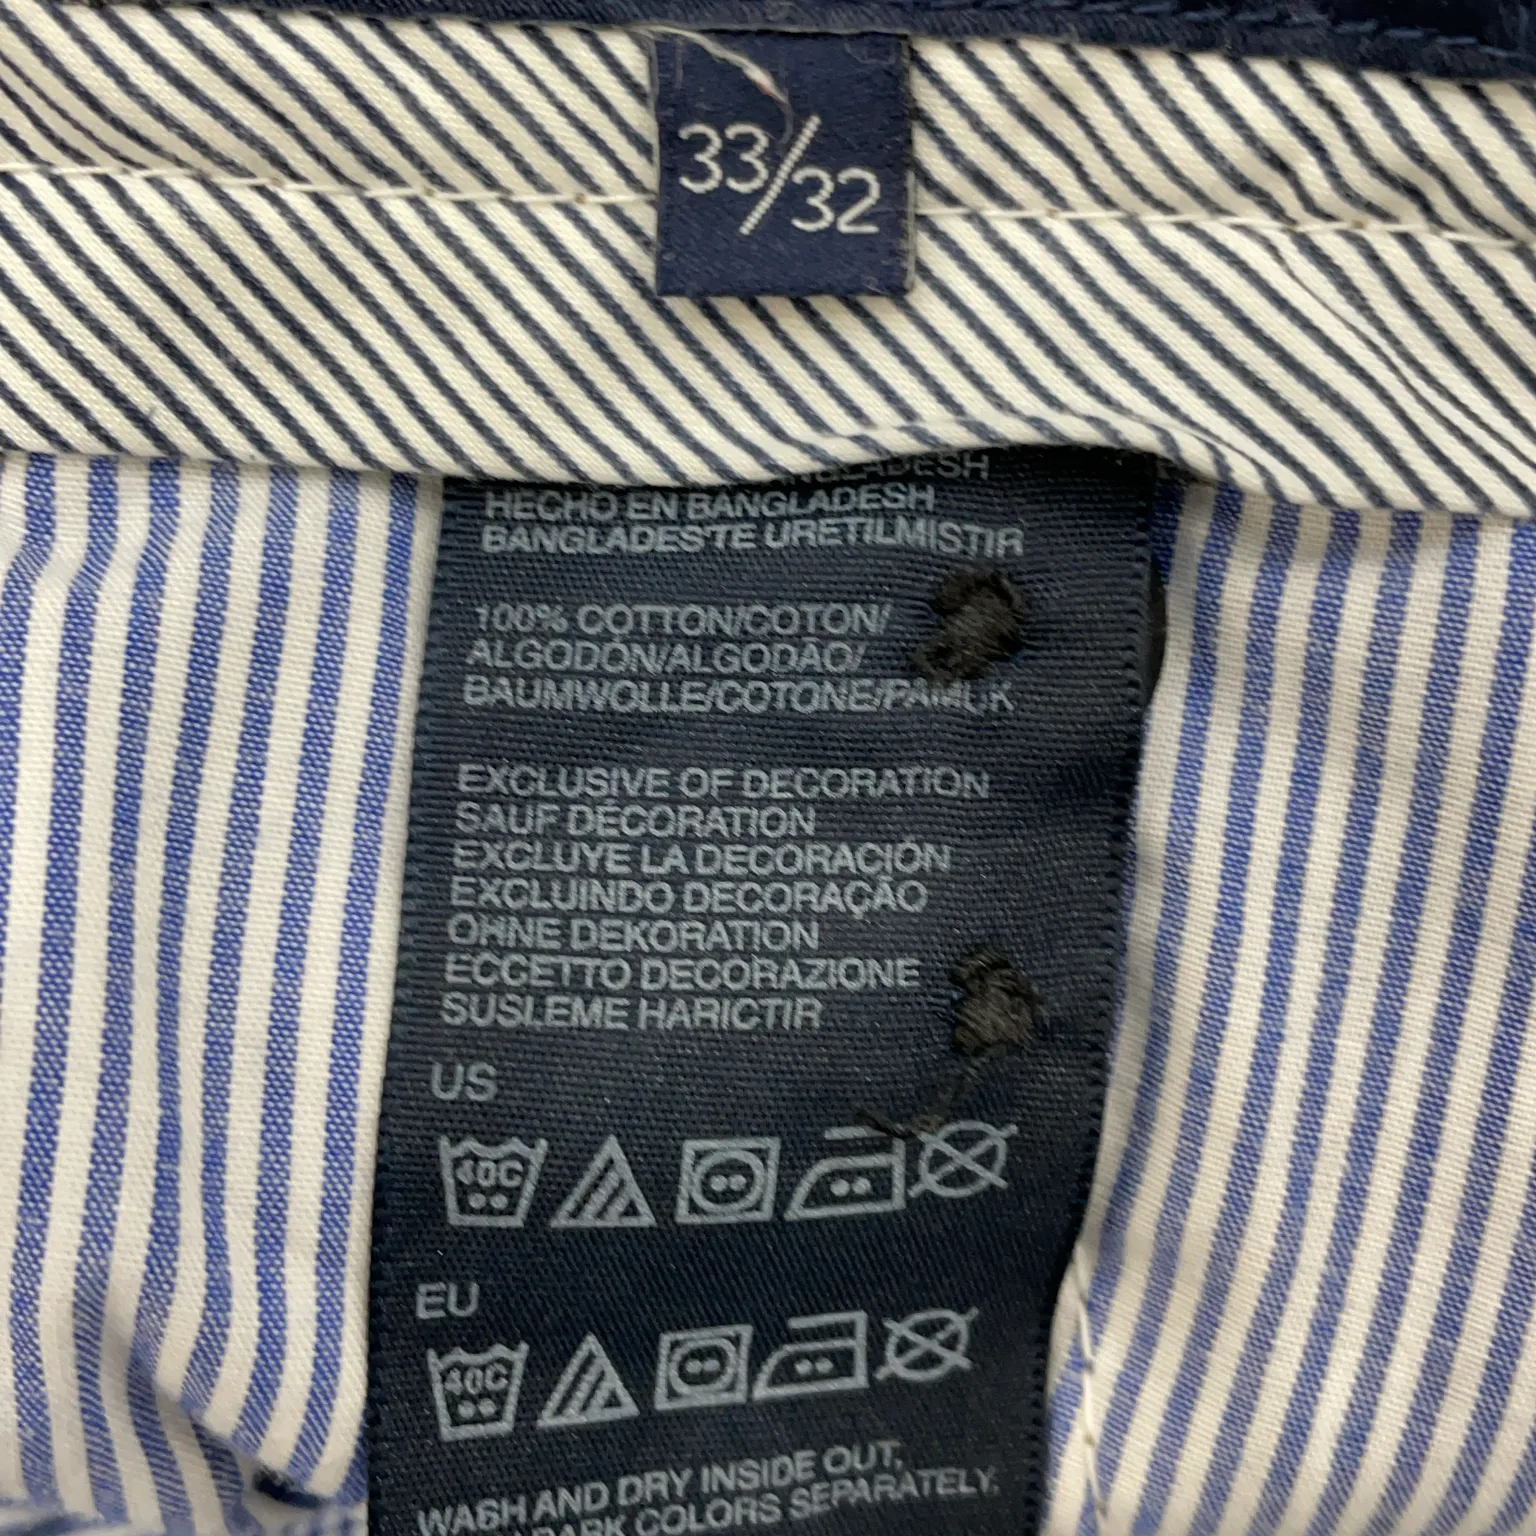 33/32
BANGLADESH
HECHO EN BANGLADESH
BANGLADES'TE URETILMISTIR
100% COTTON/COTON/
ALGODÓN/ALGODÃO/
BAUMWOLLE/COTONE/PAMUK
EXCLUSIVE OF DECORATION
SAUF DÉCORATION
EXCLUYE LA DECORACIÓN
EXCLUINDO DECORAÇÃO
OHNE DEKORATION
ECCETTO DECORAZIONE
SUSLEME HARICTIR
US
40C
EU
40C
WASH AND DRY INSIDE OUT,
DARK COLORS SEPARATELY.